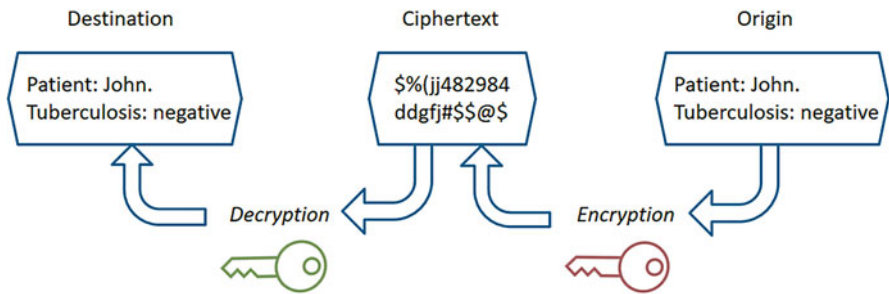 Destination
Ciphertext
Origin
Patient: John.
Tuberculosis: negative
$%(jj482984
ddgfj#$$@$
Patient: John.
Tuberculosis: negative
Decryption
Encryption